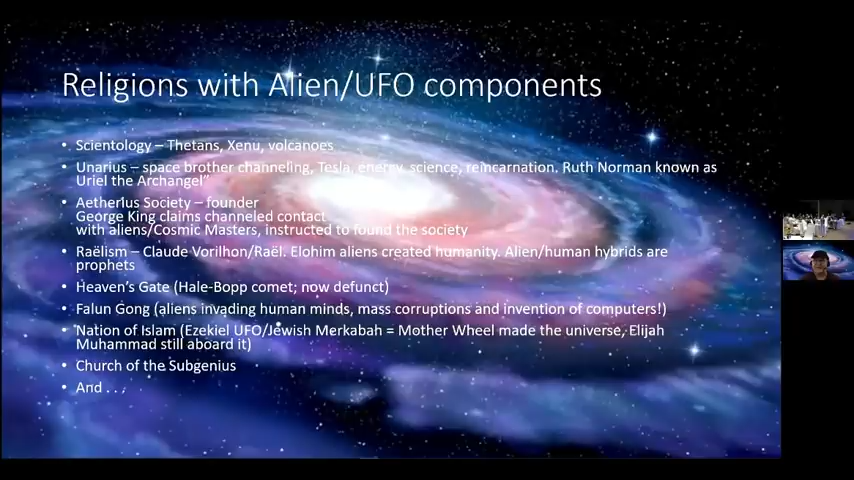 Religions with Alien/UFO components
• Scientology – Thetans, Xenu, volcanoes
• Unarius – space brother channeling, Tesla, energy, science, reincarnation. Ruth Norman known as
Uriel the Archangel"
• Aetherius Society – founder
George King claims channeled contact
with aliens/Cosmic Masters, instructed to found the society
• Raëlism – Claude Vorilhon/Raël. Elohim aliens created humanity. Alien/human hybrids are
prophets
• Heaven's Gate (Hale-Bopp comet; now defunct)
• Falun Gong (aliens invading human minds, mass corruptions and invention of computers!)
• Nation of Islam (Ezekiel UFO/Jewish Merkabah = Mother Wheel made the universe, Elijah
Muhammad still aboard it)
• Church of the Subgenius
• And . . .